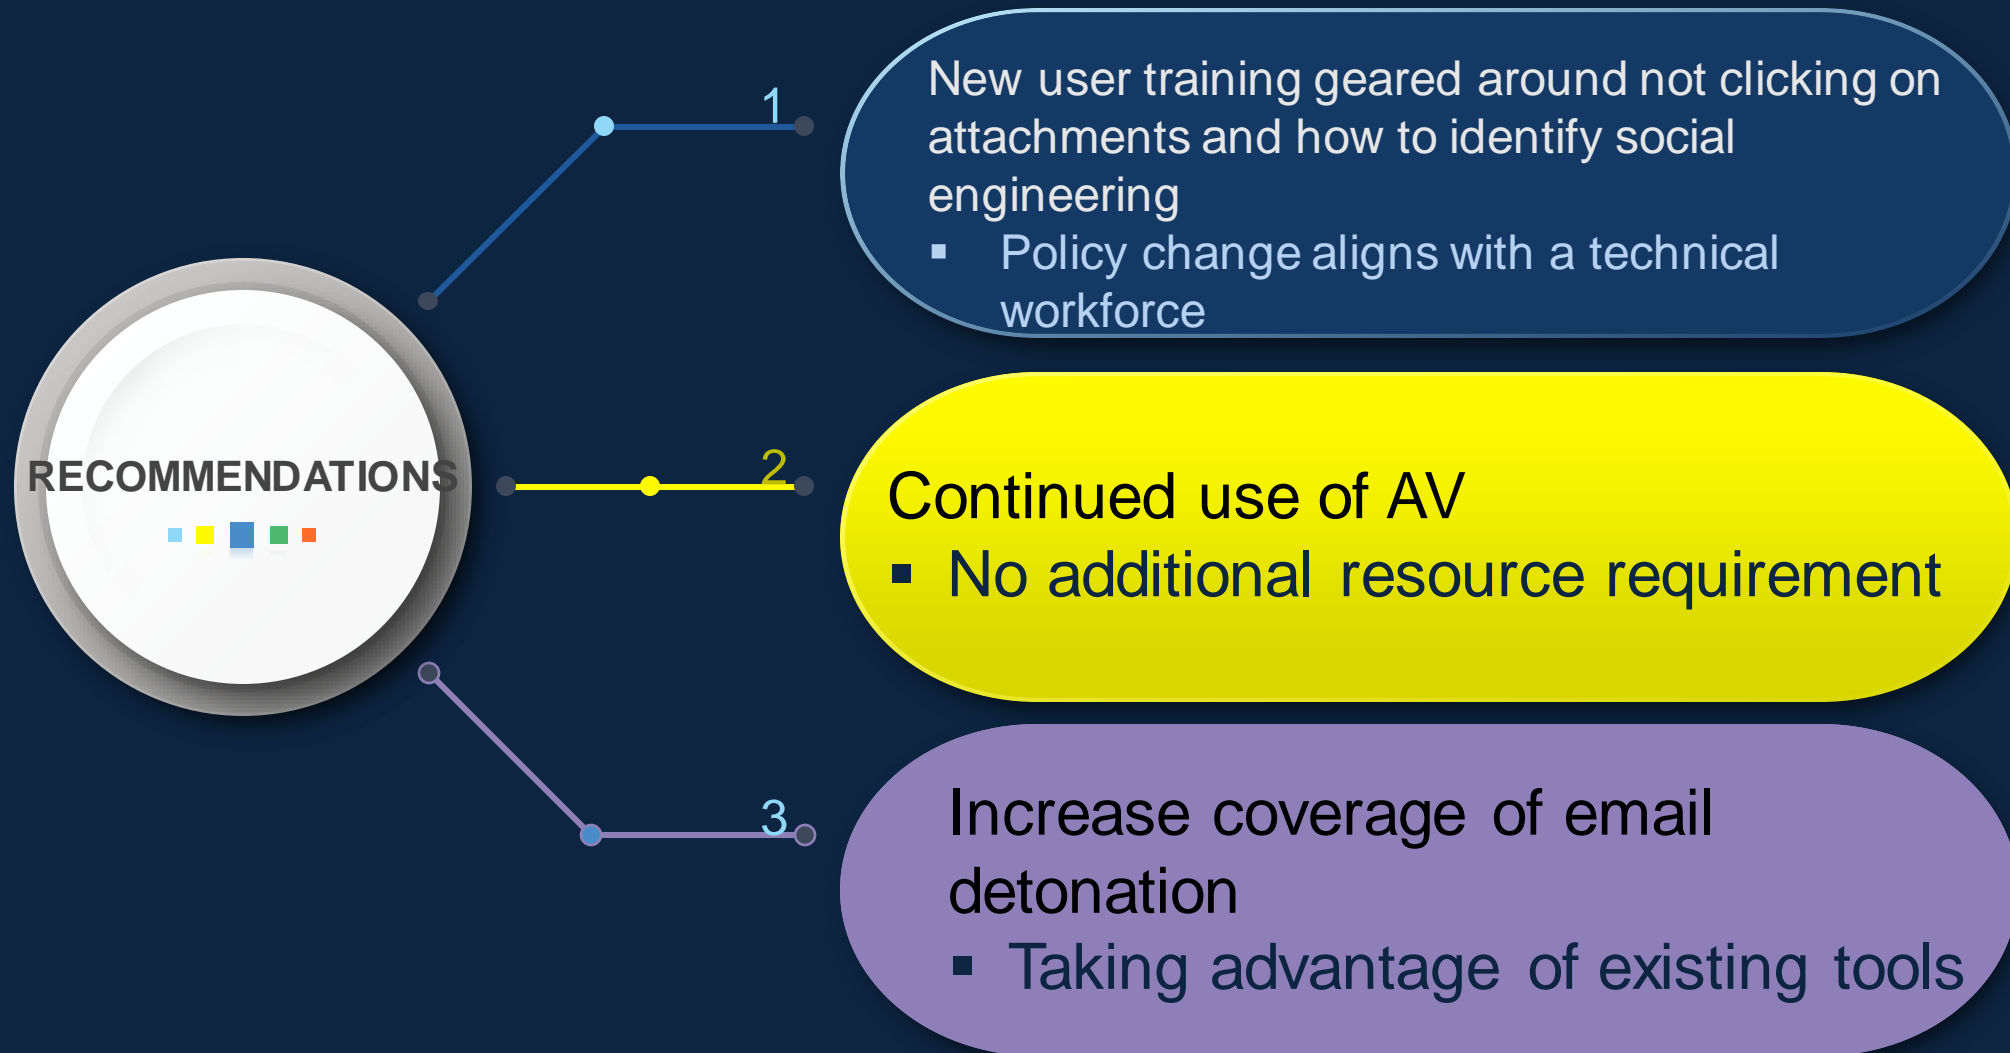 RECOMMENDATIONS
1
New user training geared around not clicking on
attachments and how to identify social
engineering
▪ Policy change aligns with a technical
workforce
2
Continued use of AV
▪ No additional resource requirement
3
Increase coverage of email
detonation
▪ Taking advantage of existing tools